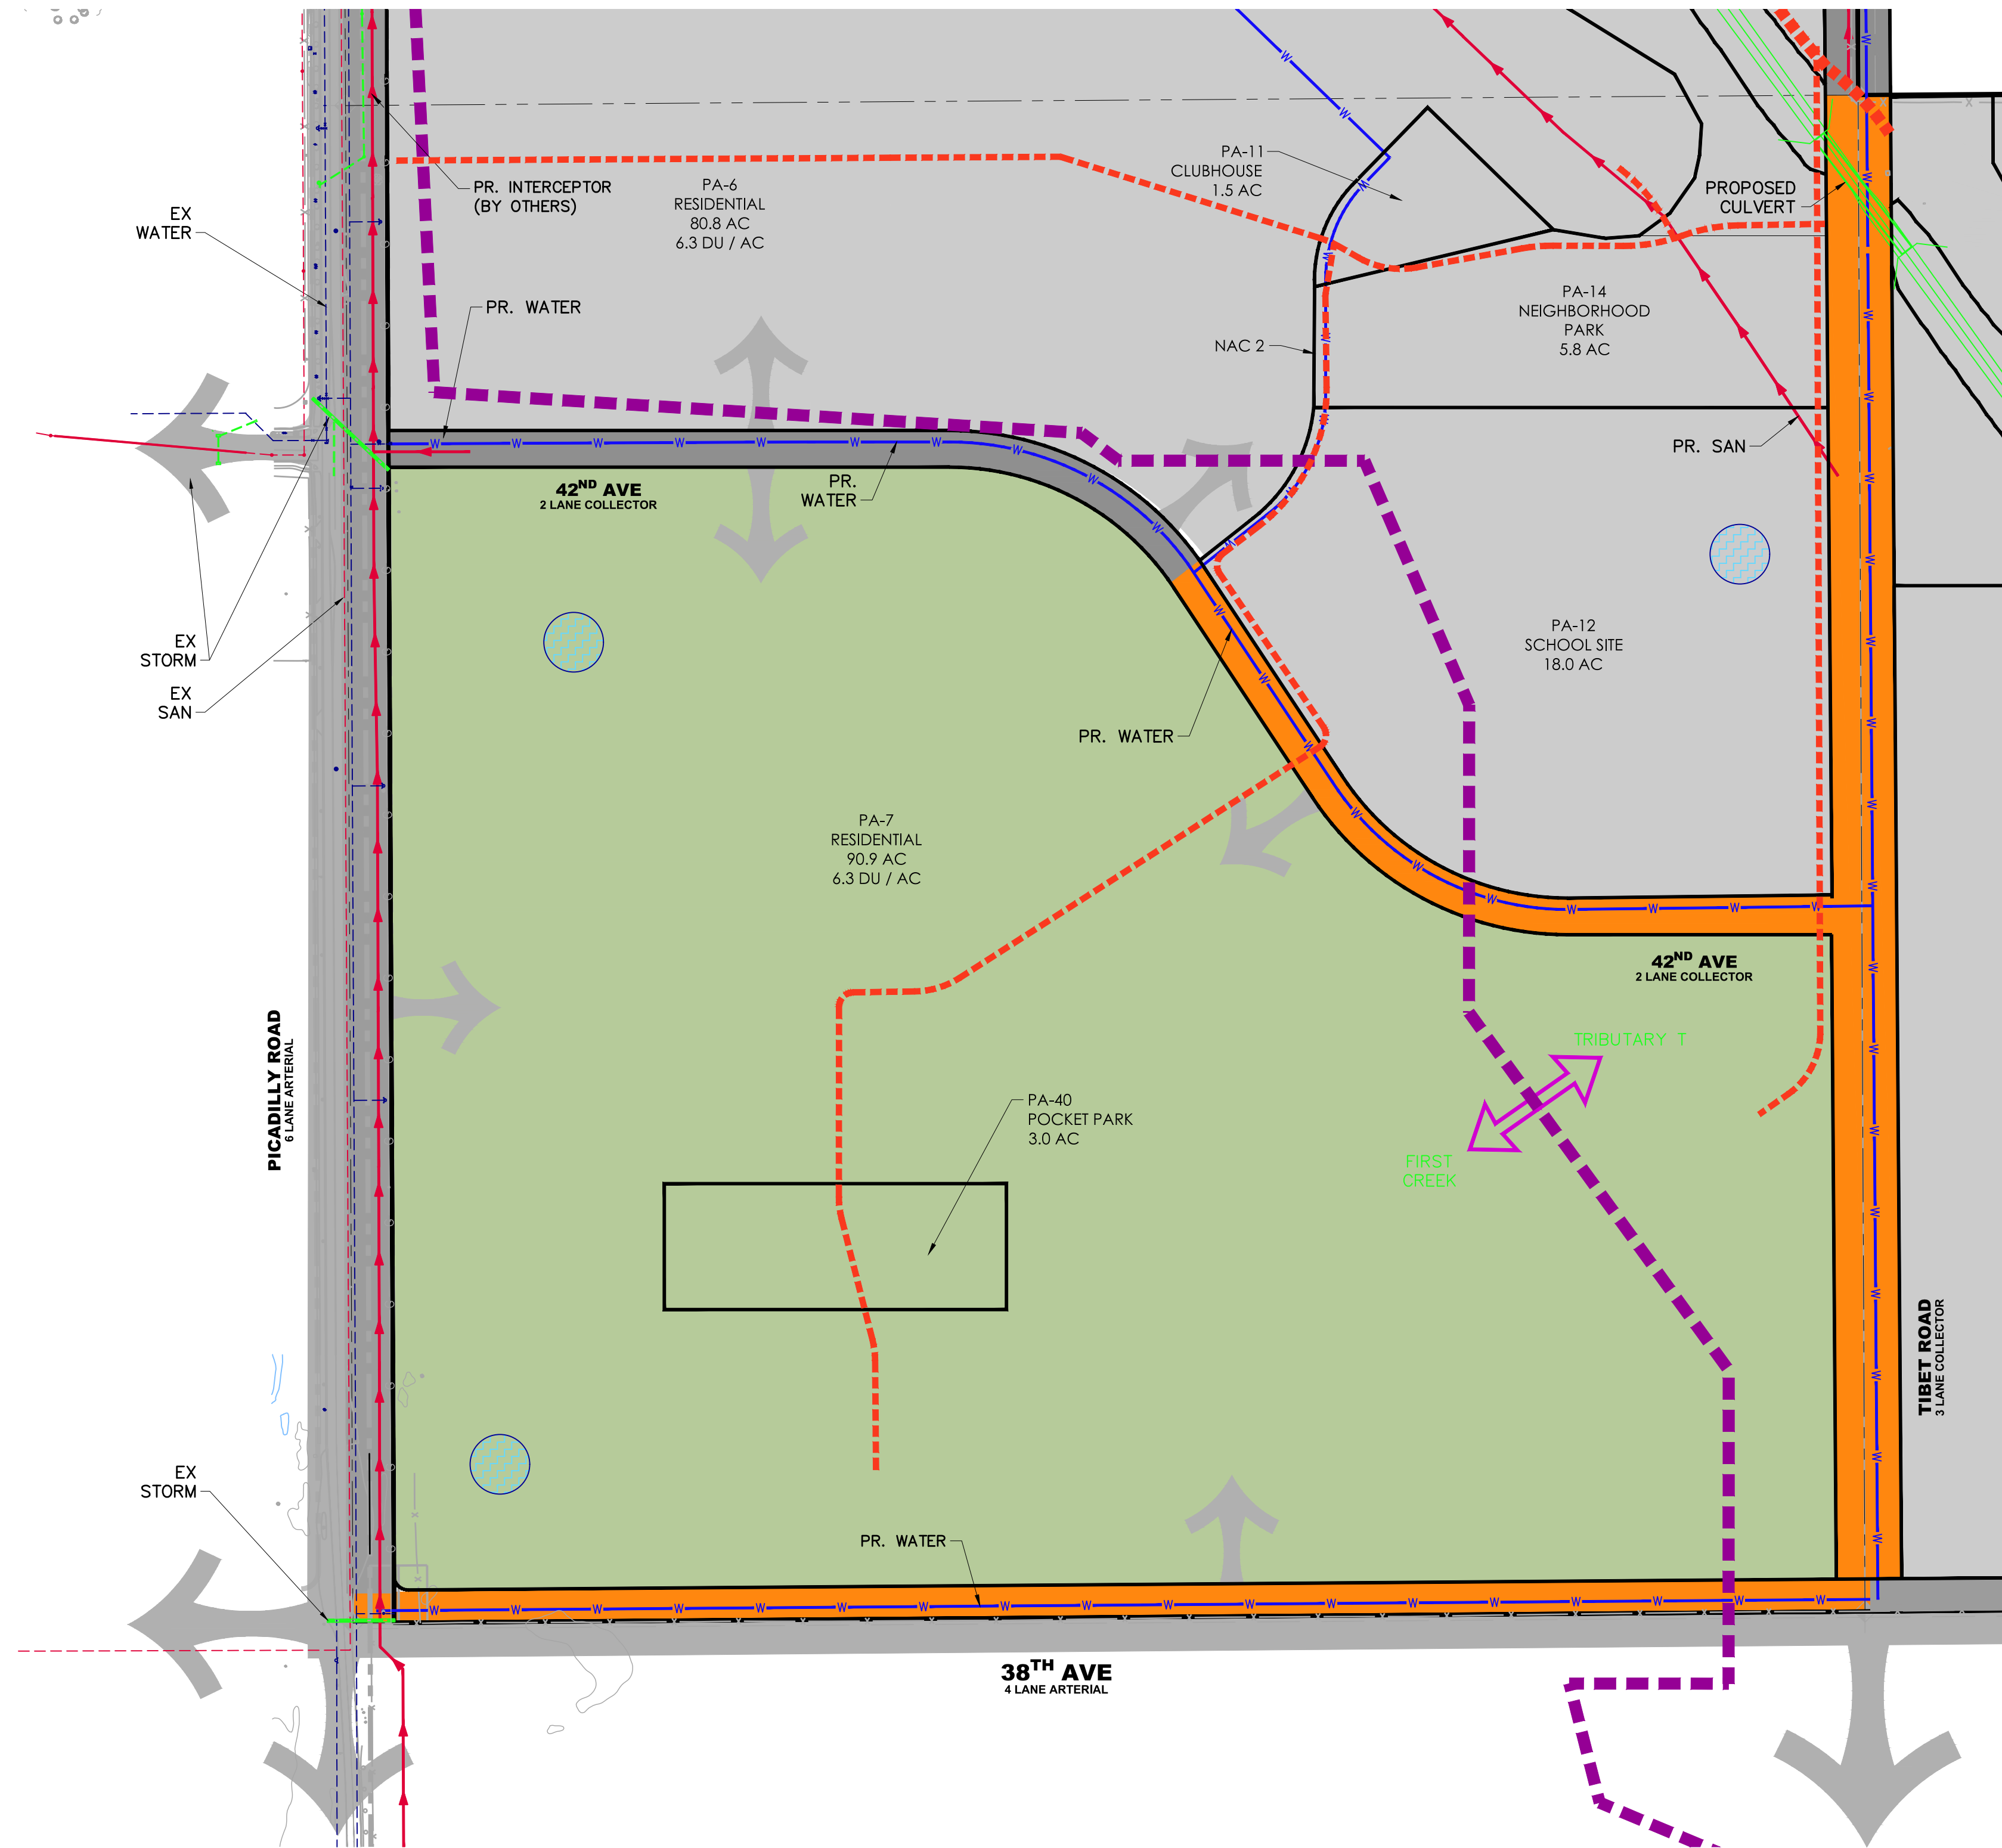 PA-11
CLUBHOUSE
1.5 AC
PR. INTERCEPTOR
(BY OTHERS)
PA-6
RESIDENTIAL
80.8 AC
6.3 DU / AC
PROPOSED
CULVERT
EX
WATER
PR. WATER
PA-14
NEIGHBORHOOD
PARK
5.8 AC
NAC 2
PR. SAN
42ND AVE
2 LANE COLLECTOR
PR.
WATER
EX
STORM
EX
SAN
PA-12
SCHOOL SITE
18.0 AC
PR. WATER
PA-7
RESIDENTIAL
90.9 AC
6.3 DU / AC
42ND AVE
2 LANE COLLECTOR
PICADILLY ROAD
6 LANE ARTERIAL
TRIBUTARY T
FIRST
CREEK
PA-40
POCKET PARK
3.0 AC
TIBET ROAD
3 LANE COLLECTOR
EX
STORM
PR. WATER
38TH AVE
4 LANE ARTERIAL